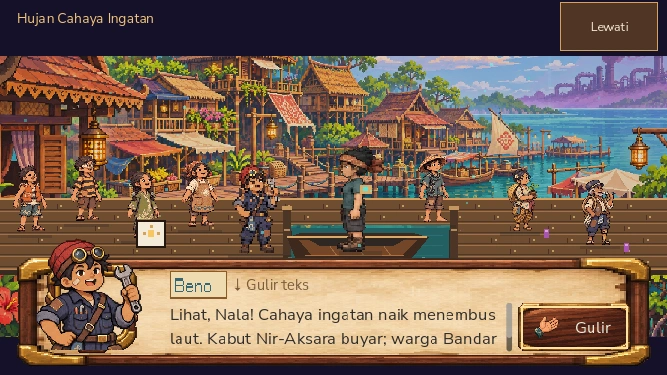 Hujan Cahaya Ingatan
Lewati
Beno
↓ Gulir teks
Lihat, Nala! Cahaya ingatan naik menembus
laut. Kabut Nir-Aksara buyar; warga Bandar
Gulir